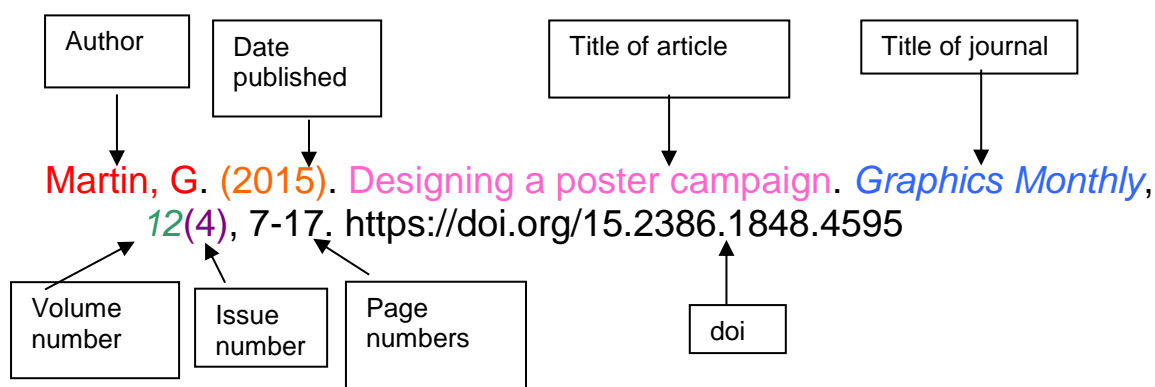 Author
Date
published
Title of article
Title of journal
Martin, G. (2015). Designing a poster campaign. Graphics Monthly,
12(4), 7-17. https://doi.org/15.2386.1848.4595
Volume
number
Issue
number
Page
numbers
doi